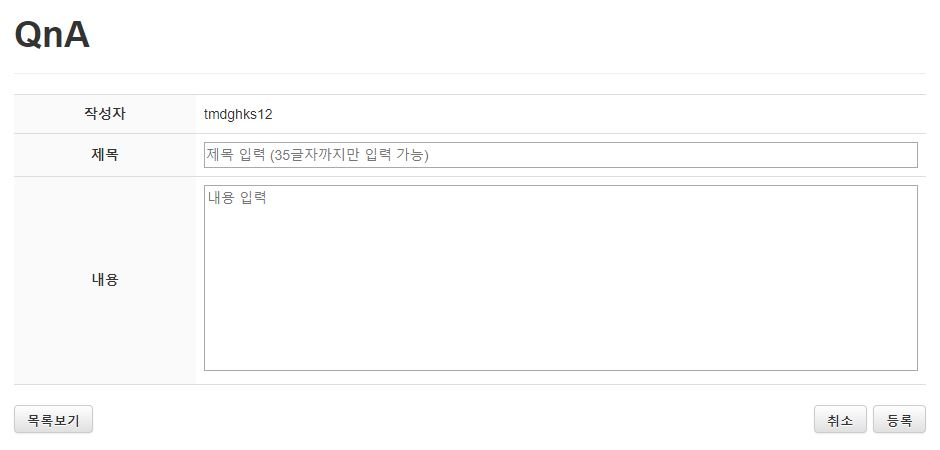 QnA
작성자 tmdghks12
제목 제목 입력 (35글자까지만 입력 가능)
내용 내용 입력
목록보기 취소 등록